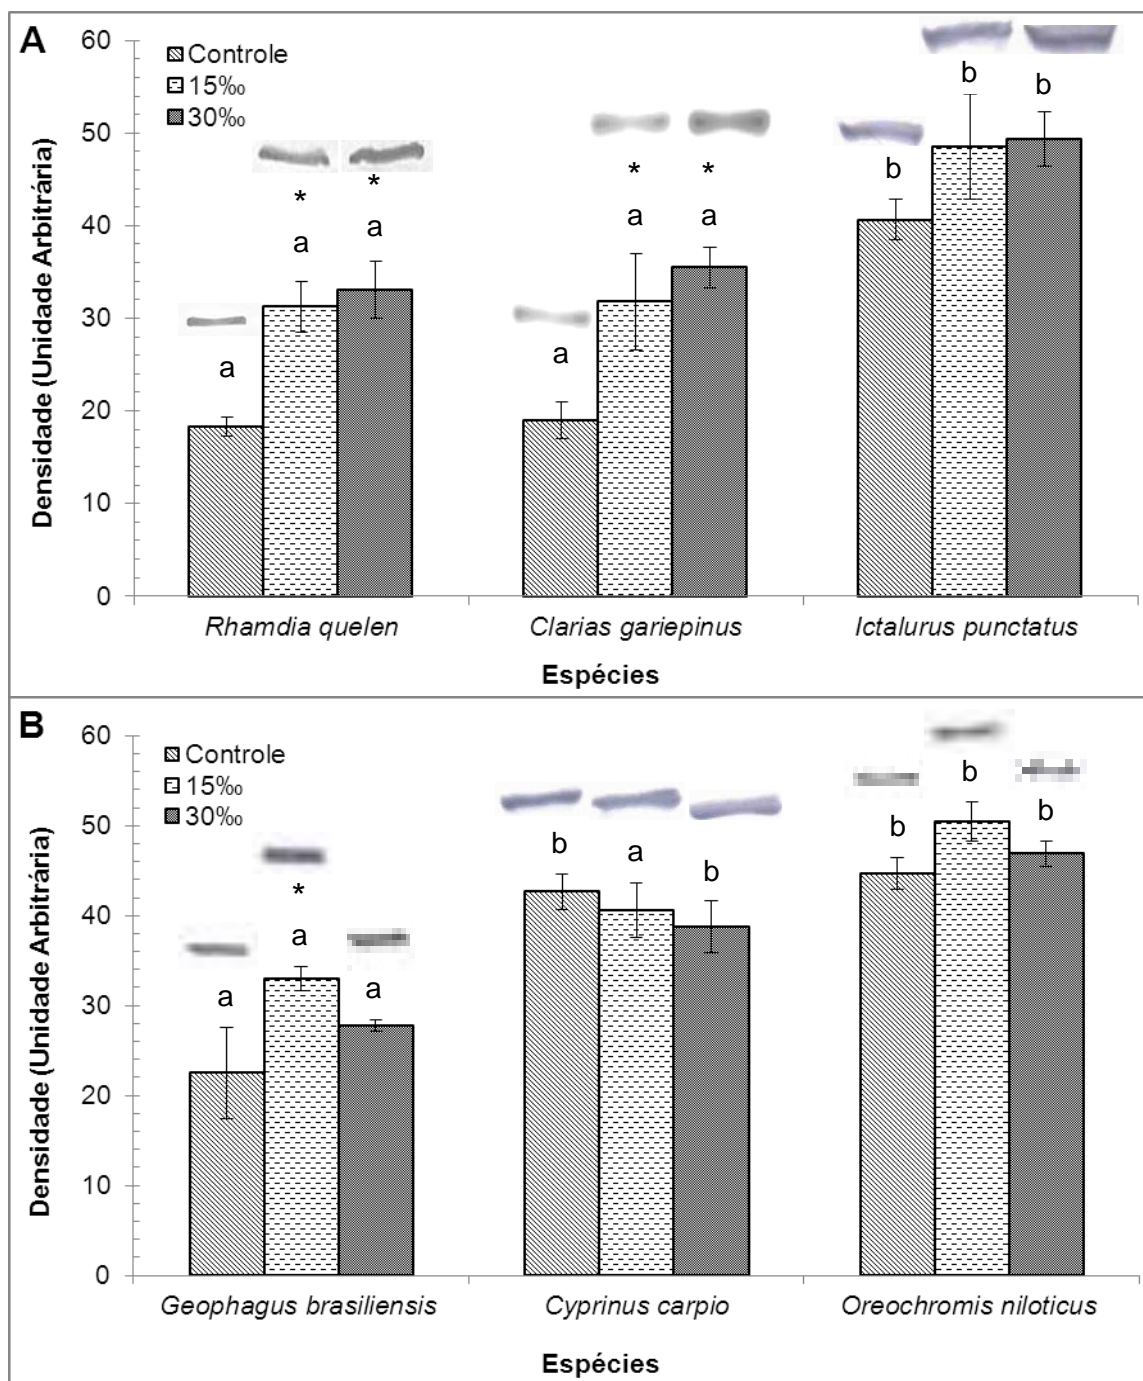 A
60
50
40
30
20
10
0
Densidade (Unidade Arbitrária)
Controle
15‰
30‰
* *
a a a
* *
a a a
b b b
Rhamdia quelen Clarias gariepinus Ictalurus punctatus
Espécies
B
60
50
40
30
20
10
0
Densidade (Unidade Arbitrária)
Controle
15‰
30‰
*
a a a
b a b
b b b
Geophagus brasiliensis Cyprinus carpio Oreochromis niloticus
Espécies